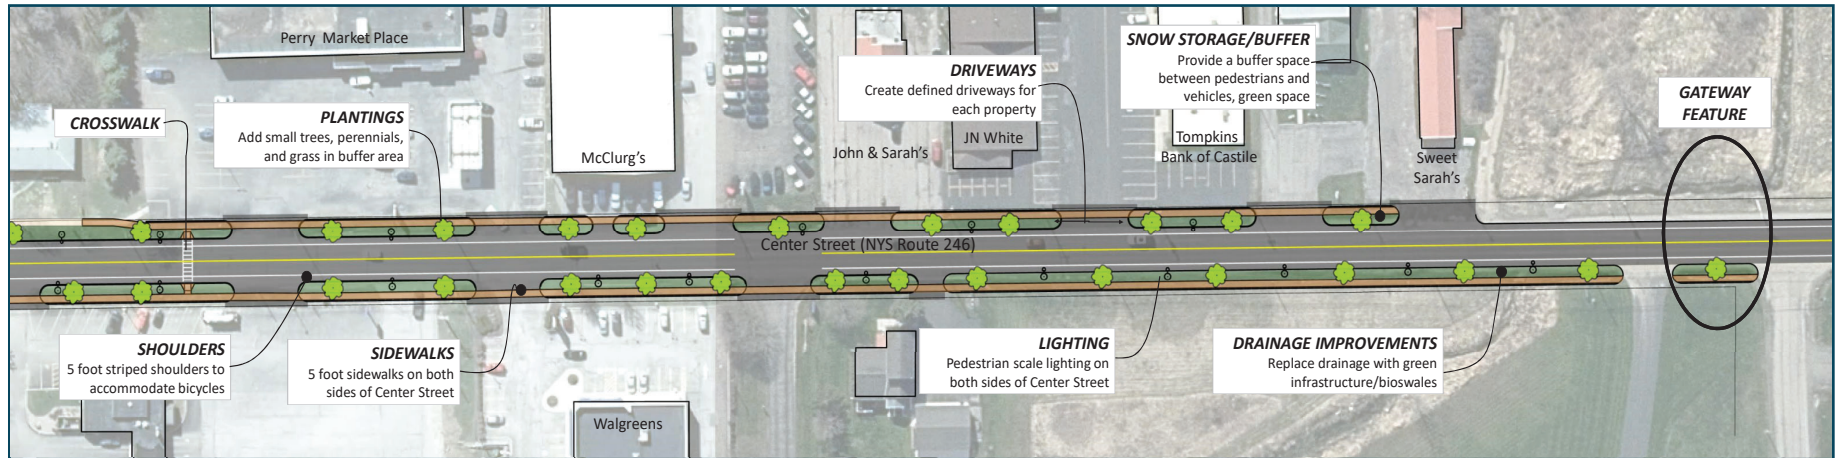 Perry Market Place
CROSSWALK
PLANTINGS
Add small trees, perennials,
and grass in buffer area
McClurg's
John & Sarah's
DRIVEWAYS
Create defined driveways for
each property
JN White
SNOW STORAGE/BUFFER
Provide a buffer space
between pedestrians and
vehicles, green space
Tompkins
Bank of Castile
Sweet
Sarah's
GATEWAY
FEATURE
Center Street (NYS Route 246)
SHOULDERS
5 foot striped shoulders to
accommodate bicycles
SIDEWALKS
5 foot sidewalks on both
sides of Center Street
Walgreens
LIGHTING
Pedestrian scale lighting on
both sides of Center Street
DRAINAGE IMPROVEMENTS
Replace drainage with green
infrastructure/bioswales